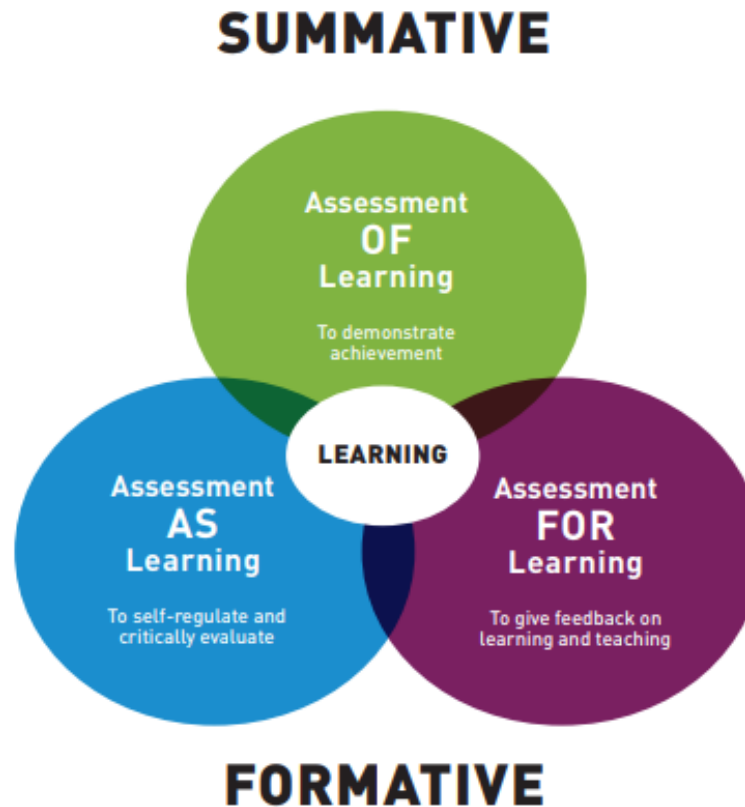 SUMMATIVE
Assessment
OF
Learning
To demonstrate
achievement
LEARNING
Assessment
AS
Learning
To self-regulate and
critically evaluate
Assessment
FOR
Learning
To give feedback on
learning and teaching
FORMATIVE